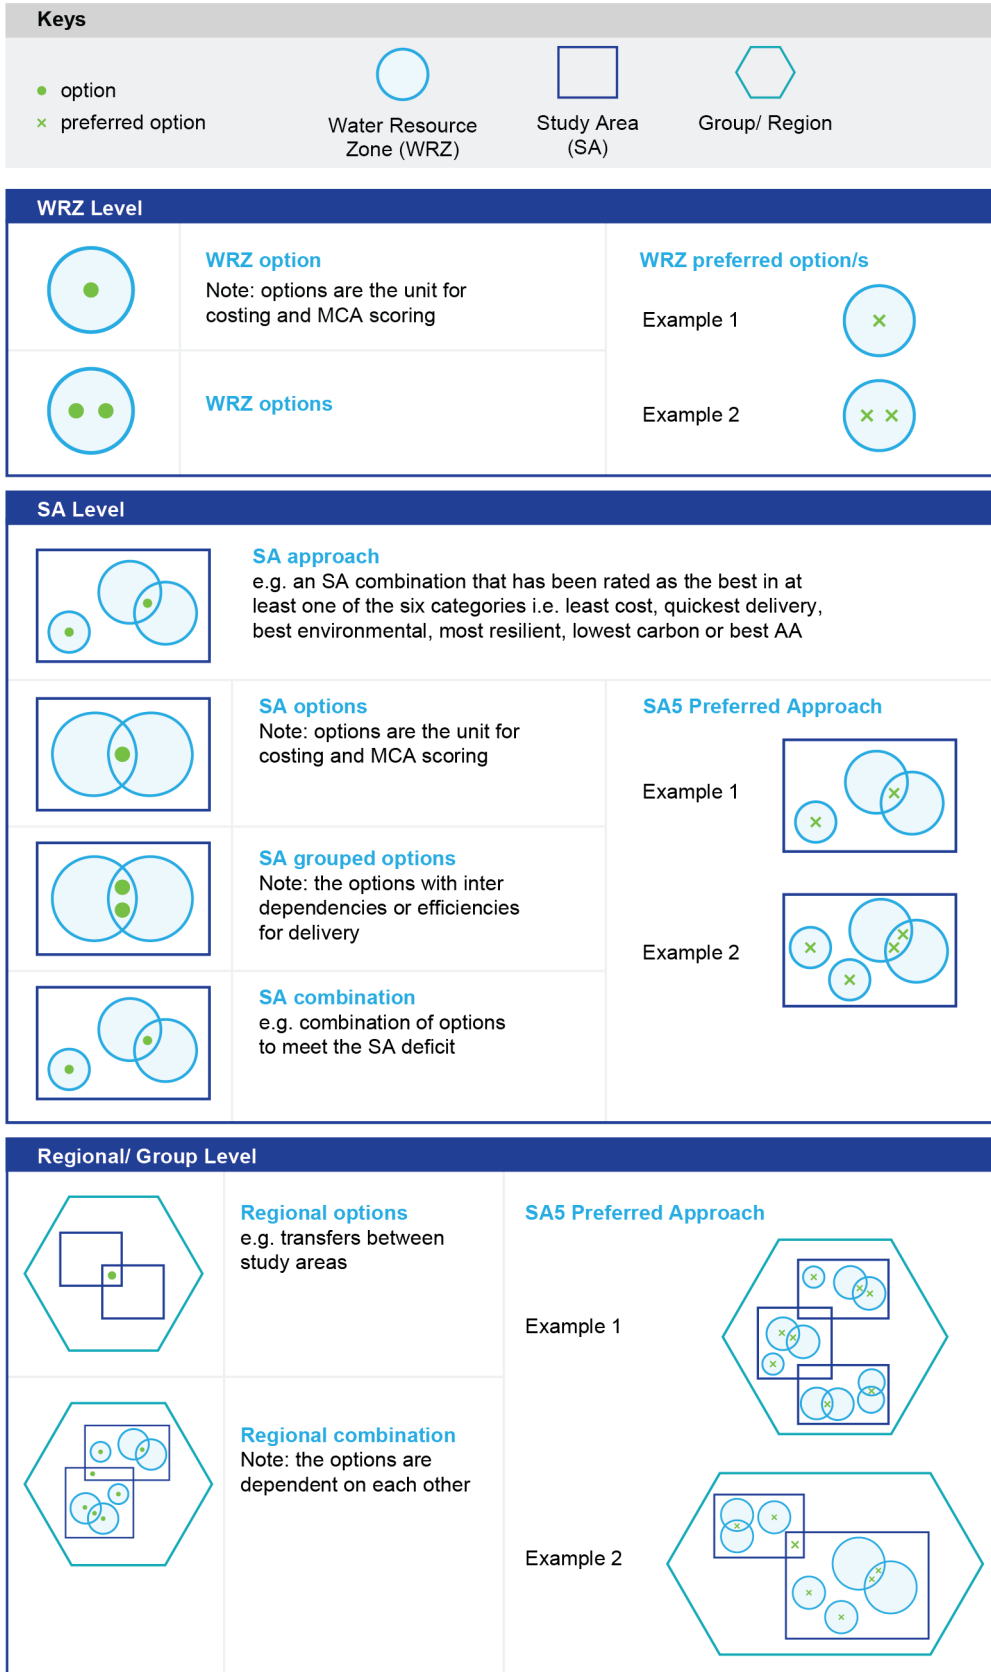 Keys
option
preferred option
Water Resource
Zone (WRZ)
Study Area
(SA)
Group/ Region
WRZ Level
WRZ option
Note: options are the unit for
costing and MCA scoring
WRZ options
WRZ preferred option/s
Example 1
Example 2
SA Level
SA approach
e.g. an SA combination that has been rated as the best in at
least one of the six categories i.e. least cost, quickest delivery,
best environmental, most resilient, lowest carbon or best AA
SA options
Note: options are the unit for
costing and MCA scoring
SA grouped options
Note: the options with inter
dependencies or efficiencies
for delivery
SA combination
e.g. combination of options
to meet the SA deficit
SA5 Preferred Approach
Example 1
Example 2
Regional/ Group Level
Regional options
e.g. transfers between
study areas
Regional combination
Note: the options are
dependent on each other
SA5 Preferred Approach
Example 1
Example 2